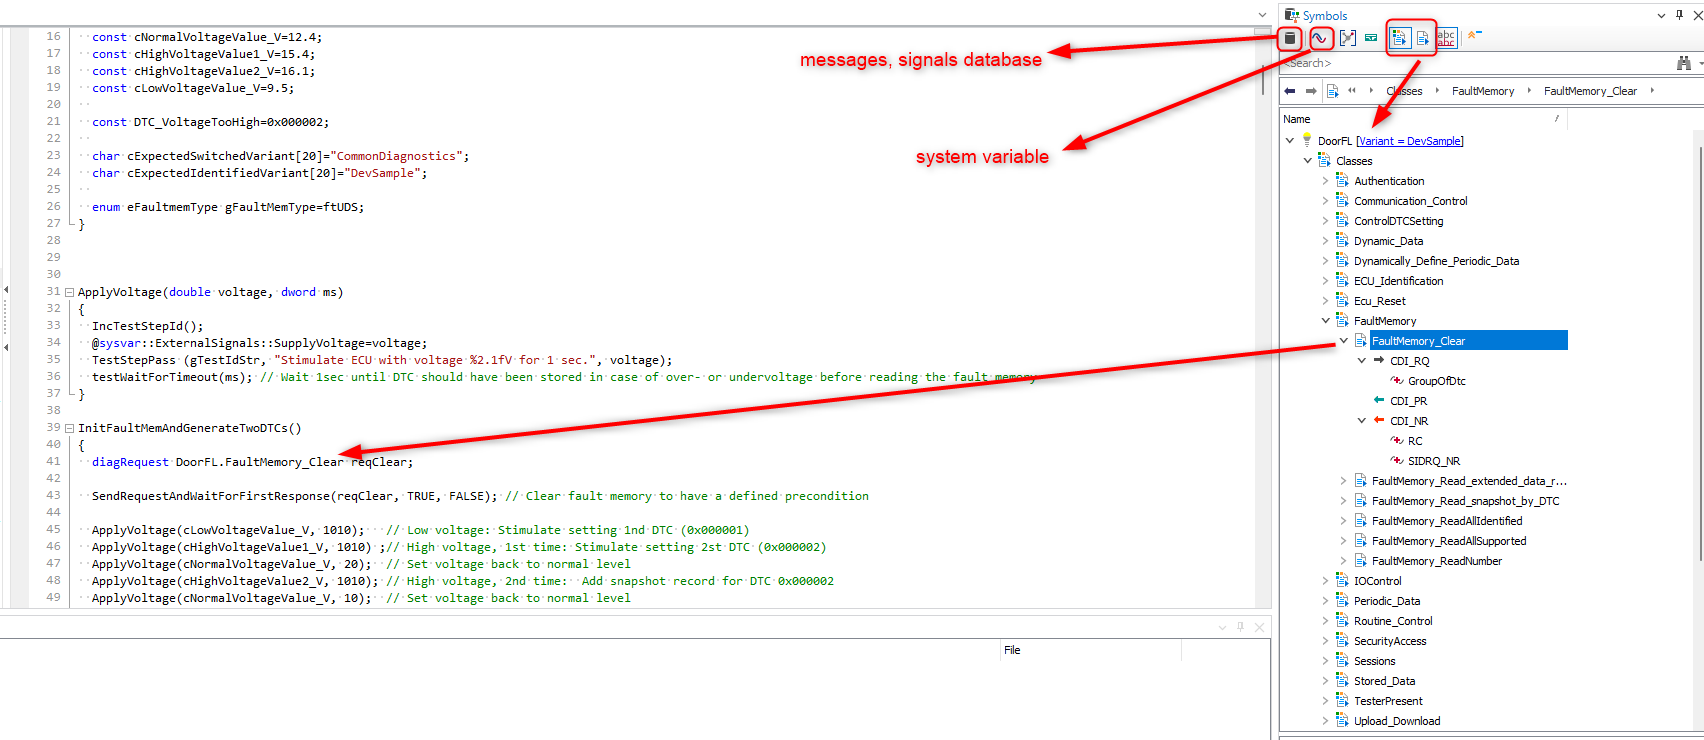 Symbols
16 const cNormalVoltageValue_V=12.4;
17 const cHighVoltageValue1_V=15.4;
18 const cHighVoltageValue2_V=16.1;
19 const cLowVoltageValue_V=9.5;
20
21 const DTC_VoltageTooHigh=0x000002;
22
23 char cExpectedSwitchedVariant[20]="CommonDiagnostics";
24 char cExpectedIdentifiedVariant[20]="DevSample";
25
26 enum eFaultmemType gFaultMemType=ftUDS;
27 }
28
29
30
31 ApplyVoltage(double voltage, dword ms)
32 {
33 IncTestStepId();
34 @sysvar::ExternalSignals::SupplyVoltage=voltage;
35 TestStepPass (gTestIdStr, "Stimulate ECU with voltage %2.1fV for 1 sec.", voltage);
36 testWaitForTimeout(ms); // Wait 1sec until DTC should have been stored in case of over- or undervoltage before reading the fault memory
37 }
38
39 InitFaultMemAndGenerateTwoDTCs()
40 {
41 diagRequest DoorFL.FaultMemory_Clear reqClear;
42
43 SendRequestAndWaitForFirstResponse(reqClear, TRUE, FALSE); // Clear fault memory to have a defined precondition
44
45 ApplyVoltage(cLowVoltageValue_V, 1010); // Low voltage: Stimulate setting 1nd DTC (0x000001)
46 ApplyVoltage(cHighVoltageValue1_V, 1010) ;// High voltage, 1st time: Stimulate setting 2st DTC (0x000002)
47 ApplyVoltage(cNormalVoltageValue_V, 20); // Set voltage back to normal level
48 ApplyVoltage(cHighVoltageValue2_V, 1010); // High voltage, 2nd time: Add snapshot record for DTC 0x000002
49 ApplyVoltage(cNormalVoltageValue_V, 10); // Set voltage back to normal level
messages, signals database
system variable
File
abc
abc
<Search>
Classes FaultMemory FaultMemory_Clear
Name /
DoorFL [Variant = DevSample]
Classes
Authentication
Communication_Control
ControlDTCSetting
Dynamic_Data
Dynamically_Define_Periodic_Data
ECU_Identification
Ecu_Reset
FaultMemory
FaultMemory_Clear
CDI_RQ
GroupOfDtc
CDI_PR
CDI_NR
RC
SIDRQ_NR
FaultMemory_Read_extended_data_r...
FaultMemory_Read_snapshot_by_DTC
FaultMemory_ReadAllIdentified
FaultMemory_ReadAllSupported
FaultMemory_ReadNumber
IOControl
Periodic_Data
Routine_Control
SecurityAccess
Sessions
Stored_Data
TesterPresent
Upload_Download